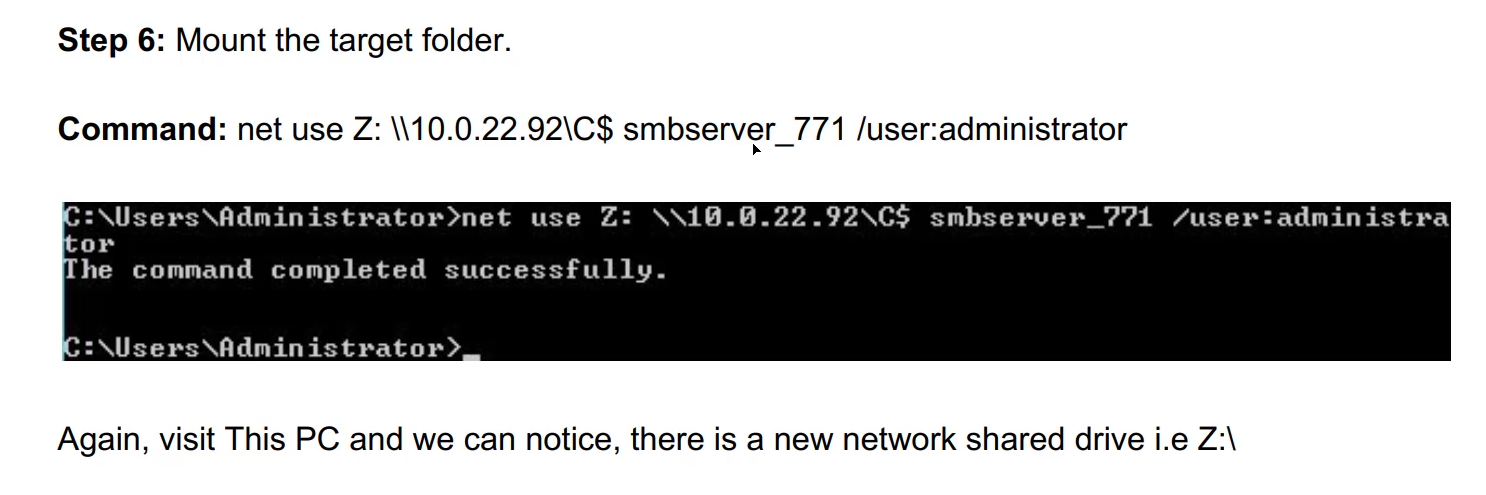 Step 6: Mount the target folder.
Command: net use Z: \\10.0.22.92\C$ smbserver_771 /user:administrator
C:\Users\Administrator>net use Z: \\10.0.22.92\C$ smbserver_771 /user:administra
tor
The command completed successfully.
C:\Users\Administrator>_
Again, visit This PC and we can notice, there is a new network shared drive i.e Z:\